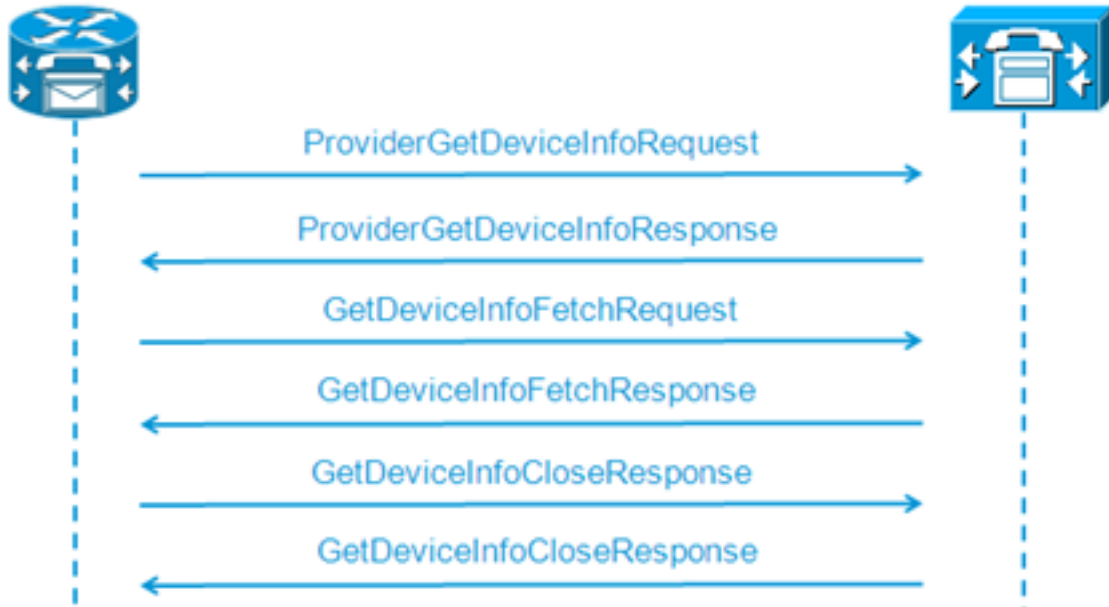 ProviderGetDeviceInfoRequest
ProviderGetDeviceInfoResponse
GetDeviceInfoFetchRequest
GetDeviceInfoFetchResponse
GetDeviceInfoCloseResponse
GetDeviceInfoCloseResponse